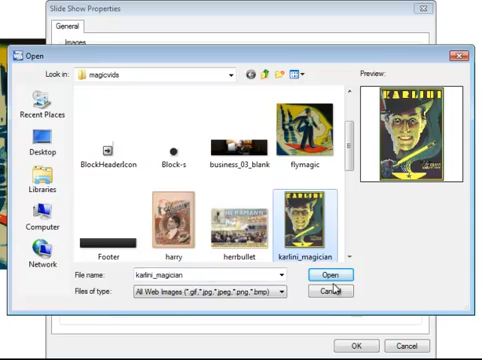 Slide Show Properties
General
Images
Open
Look in:
magicvids
Preview:
Recent Places
Desktop
Libraries
Computer
Network
BlockHeaderIcon
Block-s
business_03_blank
flymagic
Footer
harry
herrbullet
karlini_magician
KARLINI
HERRMANN
KARLINI
File name:
karlini_magician
Open
Files of type:
All Web Images (*.gif,*.jpg,*.jpeg,*.png,*.bmp)
Cancel
OK
Cancel